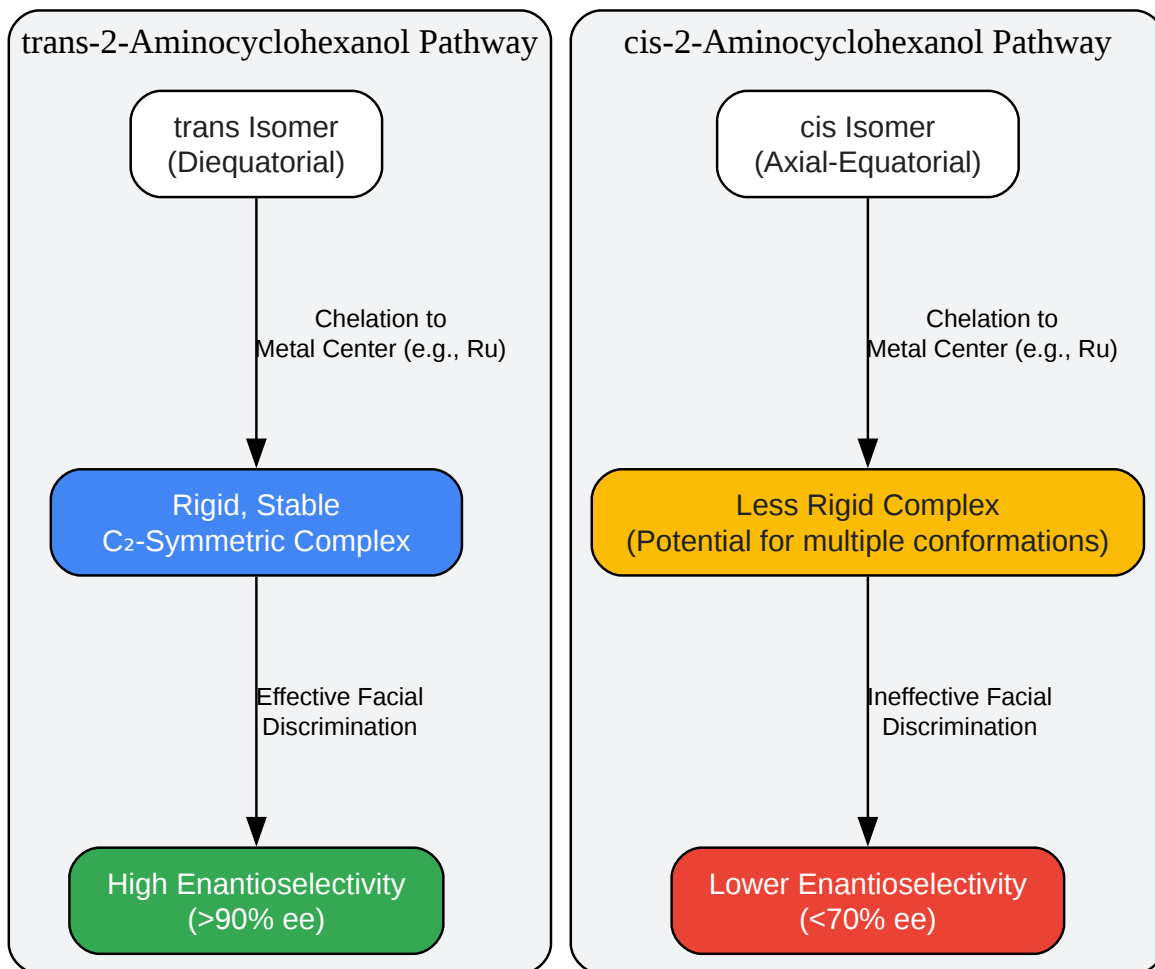 trans-2-Aminocyclohexanol Pathway
trans Isomer
(Diequatorial)
Chelation to
Metal Center (e.g., Ru)
Rigid, Stable
C₂-Symmetric Complex
Effective Facial
Discrimination
High Enantioselectivity
(>90% ee)
cis-2-Aminocyclohexanol Pathway
cis Isomer
(Axial-Equatorial)
Chelation to
Metal Center (e.g., Ru)
Less Rigid Complex
(Potential for multiple conformations)
Ineffective Facial
Discrimination
Lower Enantioselectivity
(<70% ee)